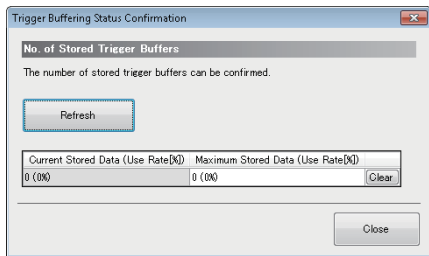 Trigger Buffering Status Confirmation
No. of Stored Trigger Buffers
The number of stored trigger buffers can be confirmed.
Refresh
Current Stored Data (Use Rate[%]) Maximum Stored Data (Use Rate[%])
0 (0%) 0 (0%) Clear
Close